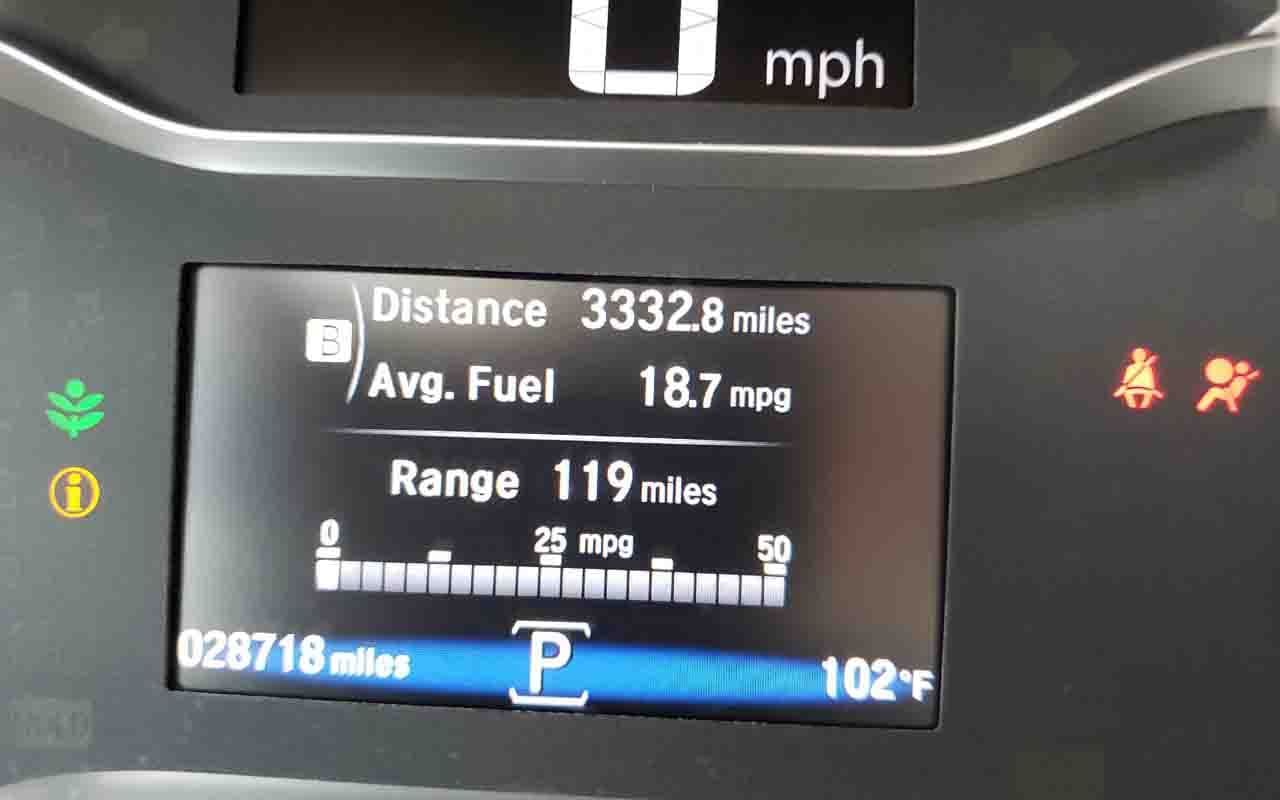 0 mph
B
Distance 3332.8 miles
Avg. Fuel 18.7 mpg
Range 119 miles
0 25 mpg 50
028718 miles P 102°F